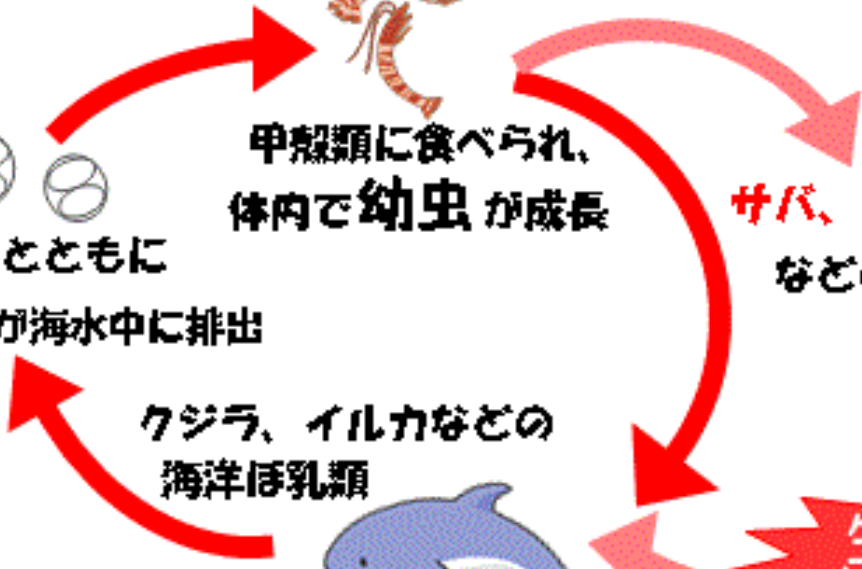 甲殻類に食べられ、
体内で幼虫が成長
サバ、
など
とともに
が海水中に排出
クジラ、イルカなどの
海洋ほ乳類